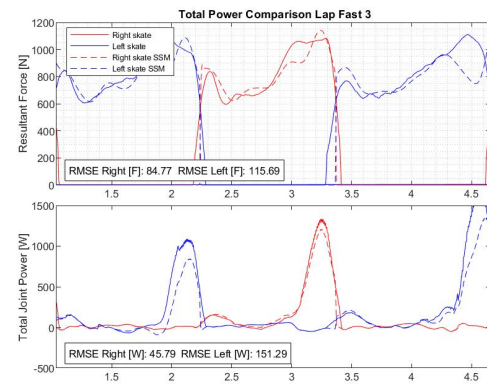 Total Power Comparison Lap Fast 3
1200
1000
800
600
400
200
0
Resultant Force [N]
Right skate
Left skate
Right skate SSM
Left skate SSM
RMSE Right [F]: 84.77 RMSE Left [F]: 115.69
1.5 2 2.5 3 3.5 4 4.5
1500
1000
500
0
-500
Total Joint Power [W]
RMSE Right [W]: 45.79 RMSE Left [W]: 151.29
1.5 2 2.5 3 3.5 4 4.5